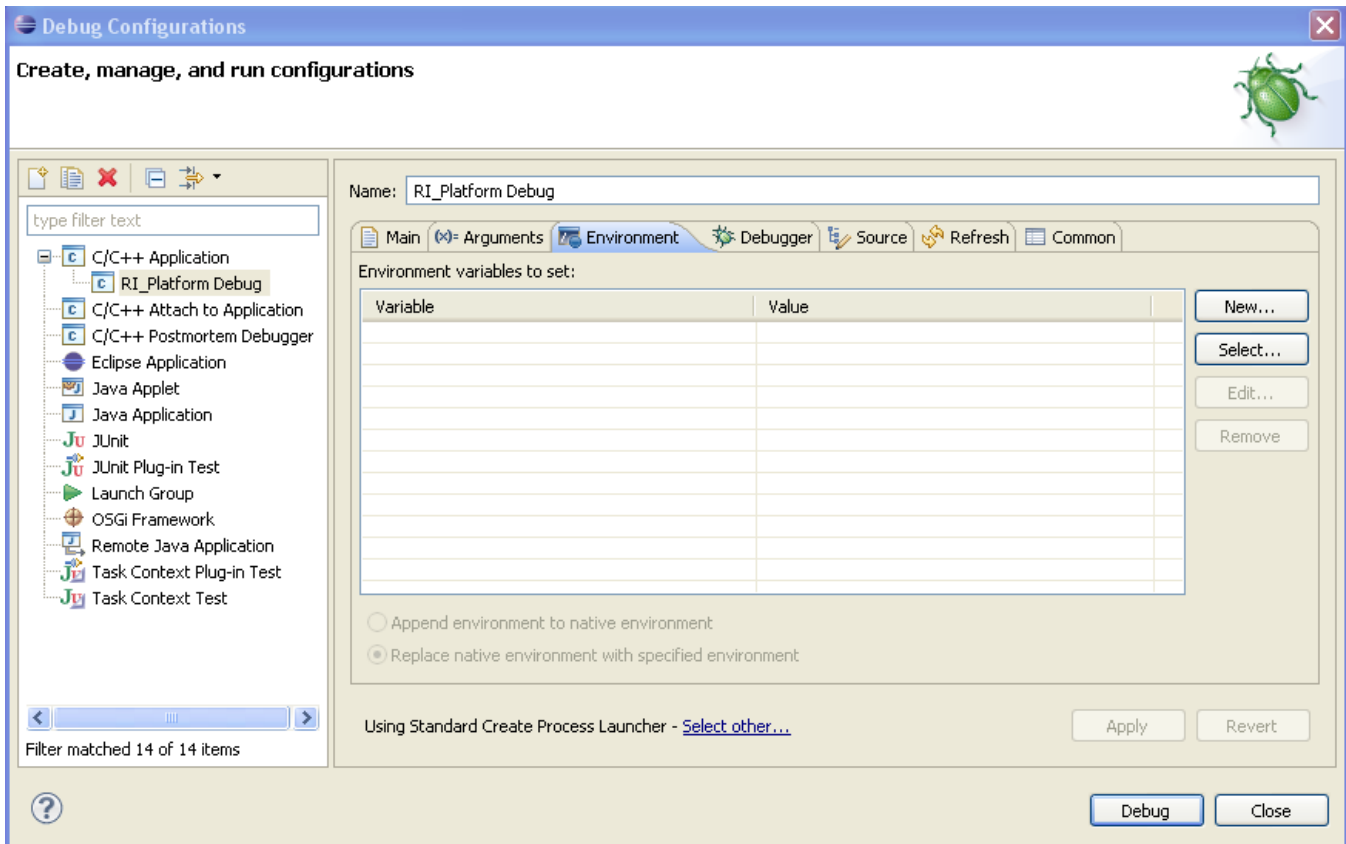 Debug Configurations
Create, manage, and run configurations
type filter text
C/C++ Application
RI_Platform Debug
C/C++ Attach to Application
C/C++ Postmortem Debugger
Eclipse Application
Java Applet
Java Application
JUnit
JUnit Plug-in Test
Launch Group
OSGi Framework
Remote Java Application
Task Context Plug-in Test
Task Context Test
Filter matched 14 of 14 items
Name: RI_Platform Debug
Main (x)= Arguments Environment Debugger Source Refresh Common
Environment variables to set:
Variable Value
New...
Select...
Edit...
Remove
Append environment to native environment
Replace native environment with specified environment
Using Standard Create Process Launcher - Select other...
Apply Revert
Debug Close